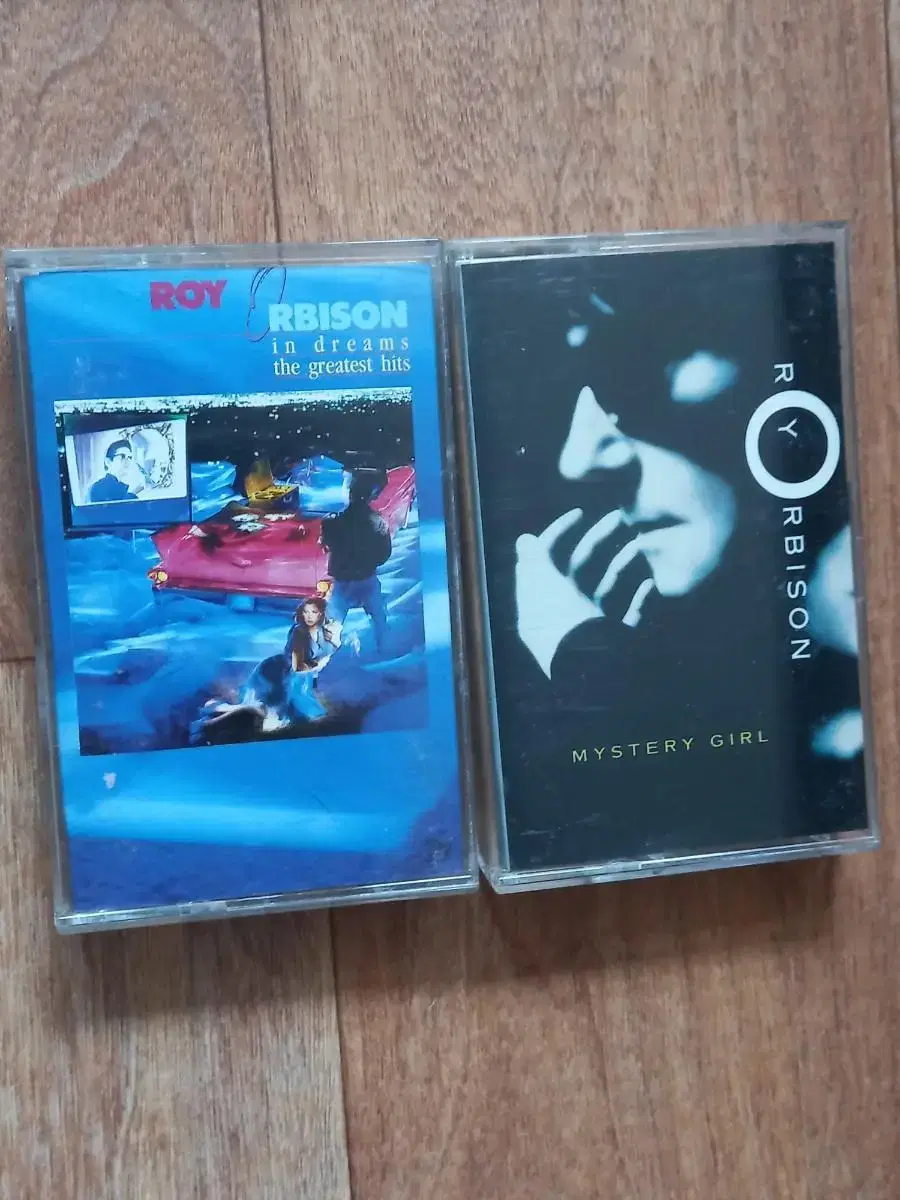 ROY
ORBISON
in dreams
the greatest hits
ROY
ORBISON
MYSTERY GIRL